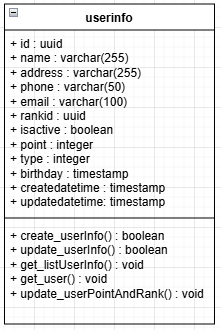 userinfo
+ id : uuid
+ name : varchar(255)
+ address : varchar(255)
+ phone : varchar(50)
+ email : varchar(100)
+ rankid : uuid
+ isactive : boolean
+ point : integer
+ type : integer
+ birthday : timestamp
+ createdatetime : timestamp
+ updatedatetime: timestamp
+ create_userInfo() : boolean
+ update_userInfo() : boolean
+ get_listUserInfo() : void
+ get_user() : void
+ update_userPointAndRank() : void